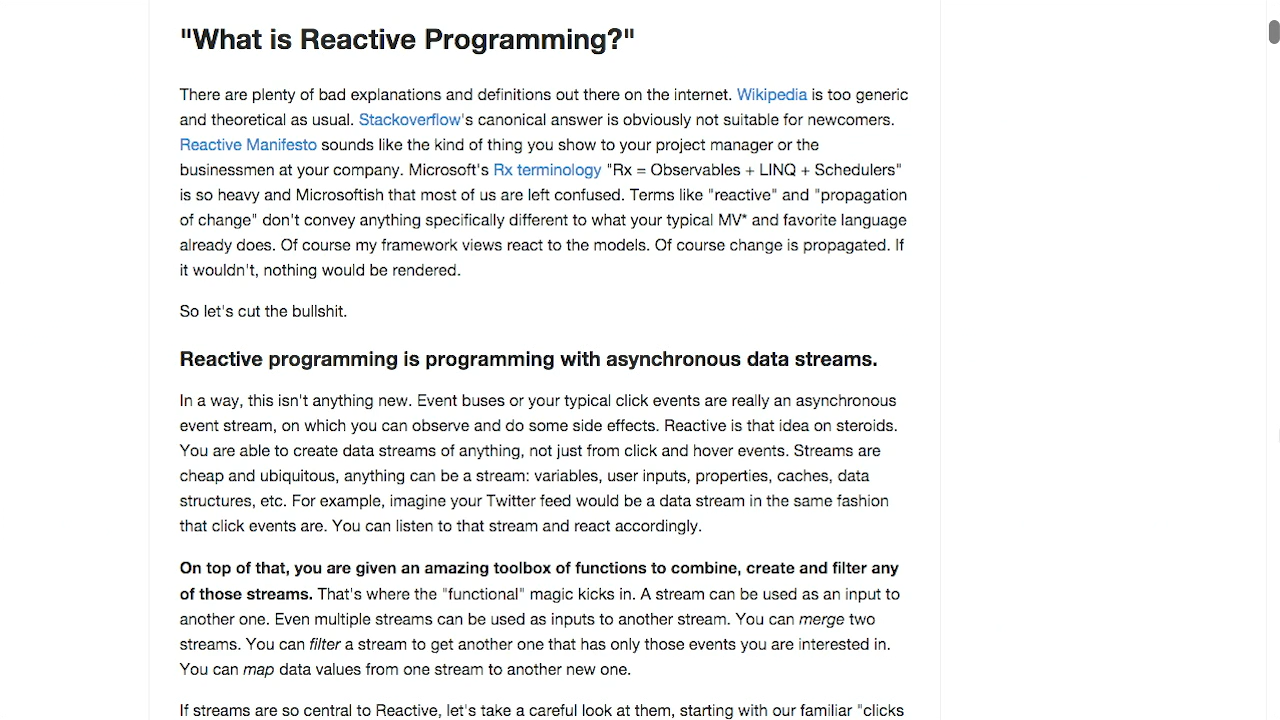 "What is Reactive Programming?"
There are plenty of bad explanations and definitions out there on the internet. Wikipedia is too generic
and theoretical as usual. Stackoverflow's canonical answer is obviously not suitable for newcomers.
Reactive Manifesto sounds like the kind of thing you show to your project manager or the
businessmen at your company. Microsoft's Rx terminology "Rx = Observables + LINQ + Schedulers"
is so heavy and Microsoftish that most of us are left confused. Terms like "reactive" and "propagation
of change" don't convey anything specifically different to what your typical MV* and favorite language
already does. Of course my framework views react to the models. Of course change is propagated. If
it wouldn't, nothing would be rendered.
So let's cut the bullshit.
Reactive programming is programming with asynchronous data streams.
In a way, this isn't anything new. Event buses or your typical click events are really an asynchronous
event stream, on which you can observe and do some side effects. Reactive is that idea on steroids.
You are able to create data streams of anything, not just from click and hover events. Streams are
cheap and ubiquitous, anything can be a stream: variables, user inputs, properties, caches, data
structures, etc. For example, imagine your Twitter feed would be a data stream in the same fashion
that click events are. You can listen to that stream and react accordingly.
On top of that, you are given an amazing toolbox of functions to combine, create and filter any
of those streams. That's where the "functional" magic kicks in. A stream can be used as an input to
another one. Even multiple streams can be used as inputs to another stream. You can merge two
streams. You can filter a stream to get another one that has only those events you are interested in.
You can map data values from one stream to another new one.
If streams are so central to Reactive, let's take a careful look at them, starting with our familiar "clicks